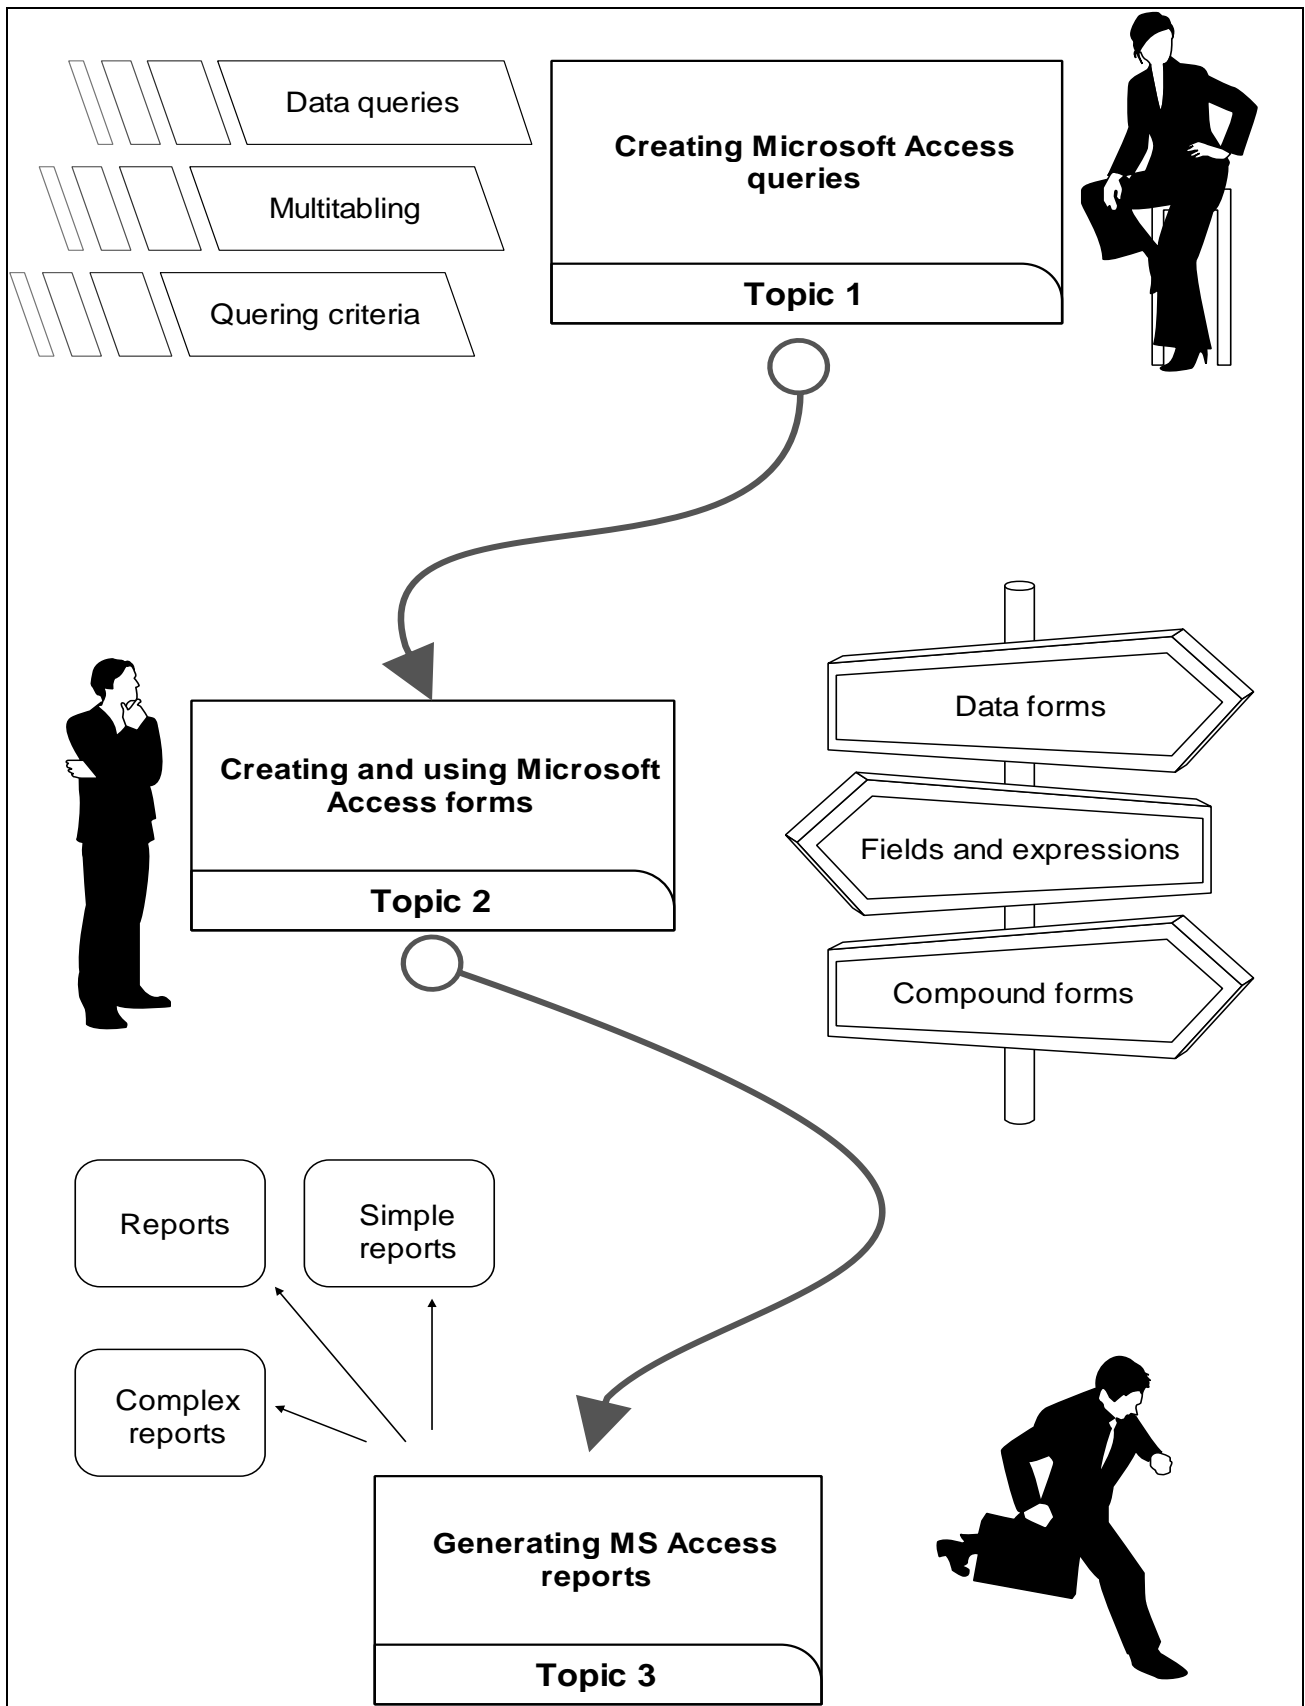 Data queries
Multitabling
Quering criteria
Creating Microsoft Access
queries
Topic 1
Creating and using Microsoft
Access forms
Topic 2
Data forms
Fields and expressions
Compound forms
Reports
Simple
reports
Complex
reports
Generating MS Access
reports
Topic 3